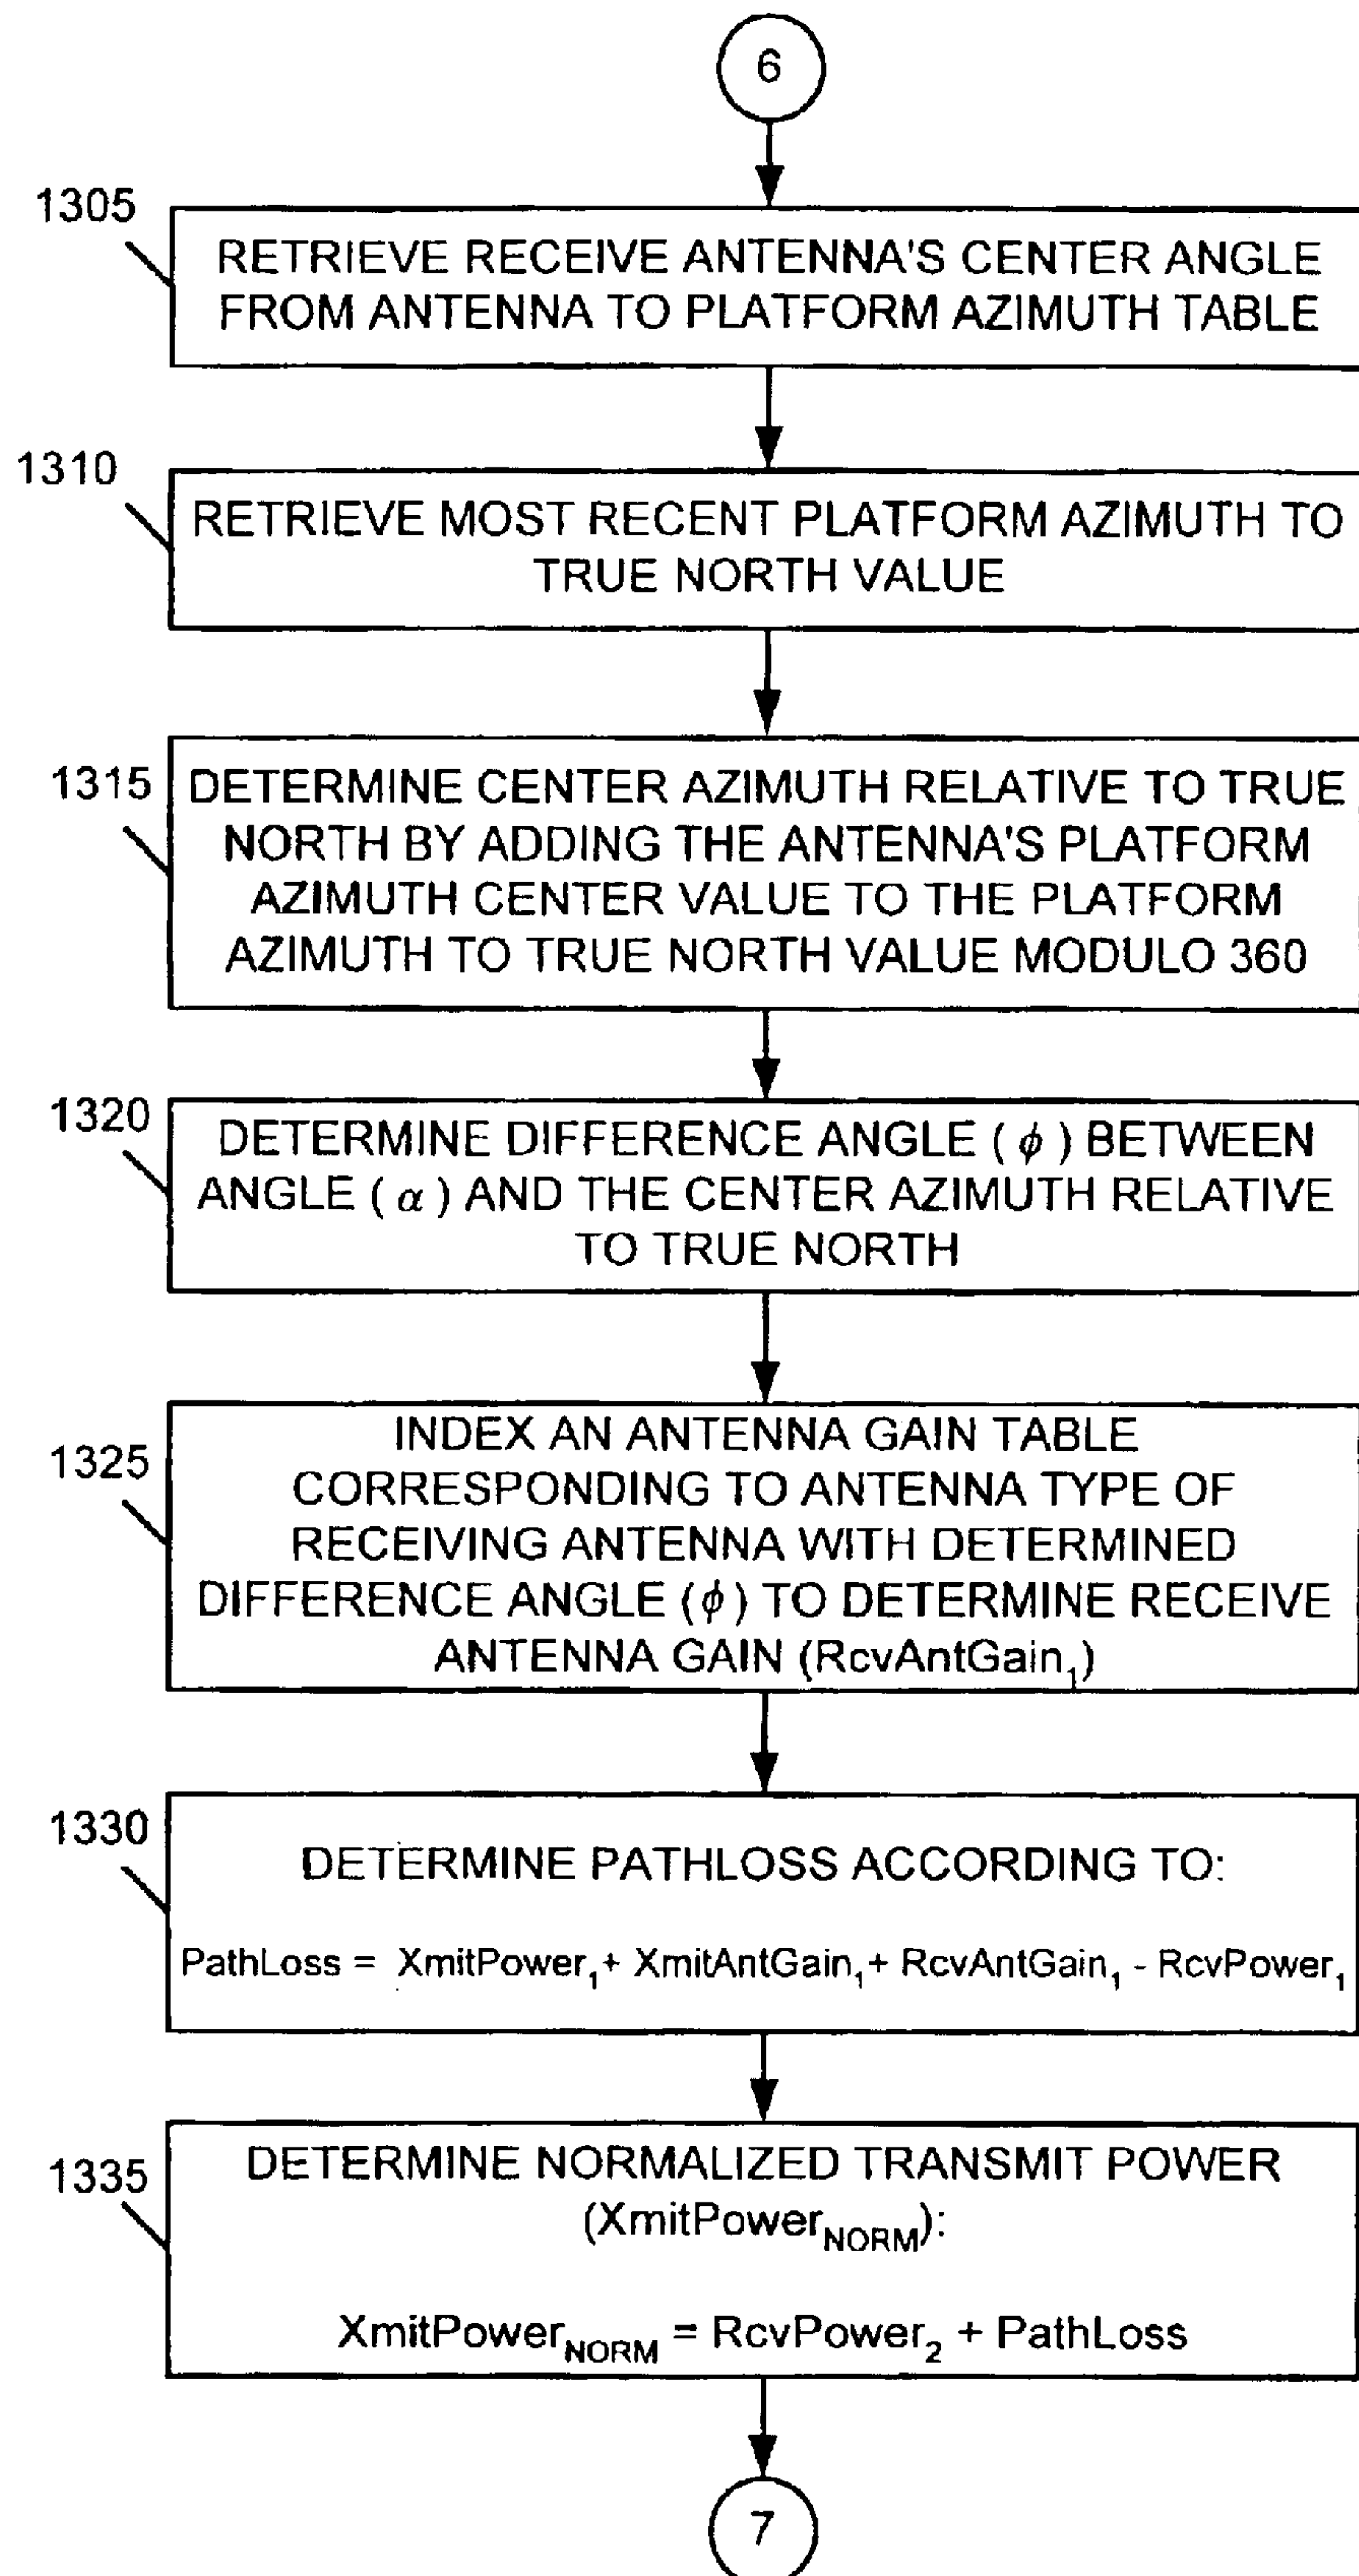 6
1305
RETRIEVE RECEIVE ANTENNA'S CENTER ANGLE
FROM ANTENNA TO PLATFORM AZIMUTH TABLE
1310
RETRIEVE MOST RECENT PLATFORM AZIMUTH TO
TRUE NORTH VALUE
1315
DETERMINE CENTER AZIMUTH RELATIVE TO TRUE
NORTH BY ADDING THE ANTENNA'S PLATFORM
AZIMUTH CENTER VALUE TO THE PLATFORM
AZIMUTH TO TRUE NORTH VALUE MODULO 360
1320
DETERMINE DIFFERENCE ANGLE (ϕ) BETWEEN
ANGLE (α) AND THE CENTER AZIMUTH RELATIVE
TO TRUE NORTH
1325
INDEX AN ANTENNA GAIN TABLE
CORRESPONDING TO ANTENNA TYPE OF
RECEIVING ANTENNA WITH DETERMINED
DIFFERENCE ANGLE (ϕ) TO DETERMINE RECEIVE
ANTENNA GAIN (RcvAntGain₁)
1330
DETERMINE PATHLOSS ACCORDING TO:
PathLoss = XmitPower₁+ XmitAntGain₁+ RcvAntGain₁ - RcvPower₁
1335
DETERMINE NORMALIZED TRANSMIT POWER
(XmitPower_NORM):
XmitPower_NORM = RcvPower₂ + PathLoss
7